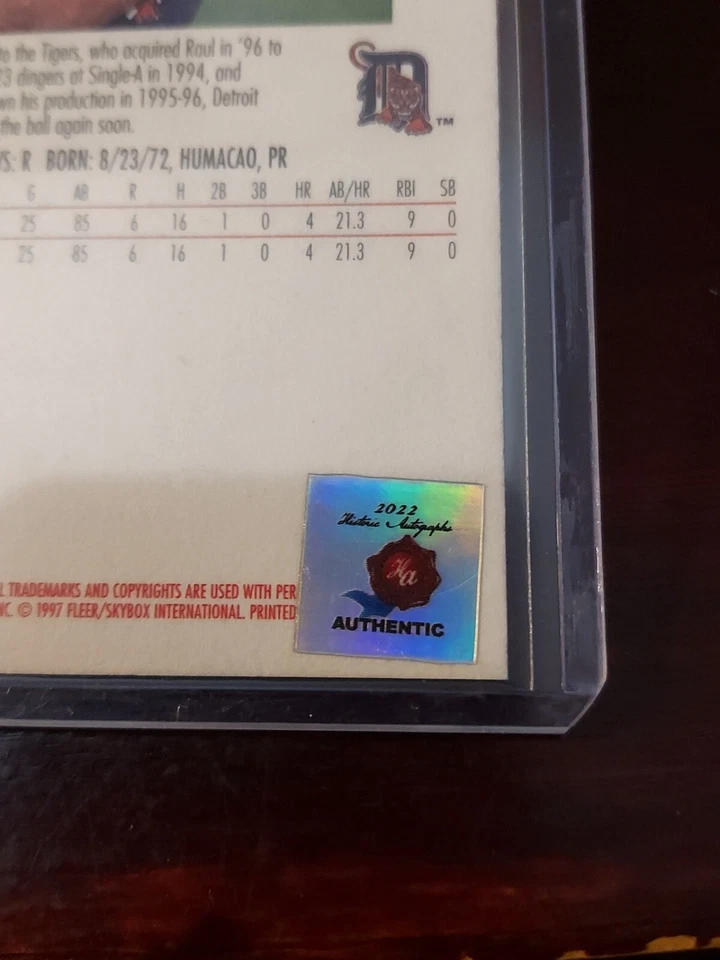 to the Tigers, who acquired Raul in '96 to
23 dingers at Single-A in 1994, and
wn his production in 1995-96, Detroit
the ball again soon.
TM
S: R BORN: 8/23/72, HUMACAO, PR
G AB R H 2B 3B HR AB/HR RBI SB
25 85 6 16 1 0 4 21.3 9 0
25 85 6 16 1 0 4 21.3 9 0
2022
Historic Autographs
Ha
AUTHENTIC
L TRADEMARKS AND COPYRIGHTS ARE USED WITH PER
NC. © 1997 FLEER/SKYBOX INTERNATIONAL. PRINTED